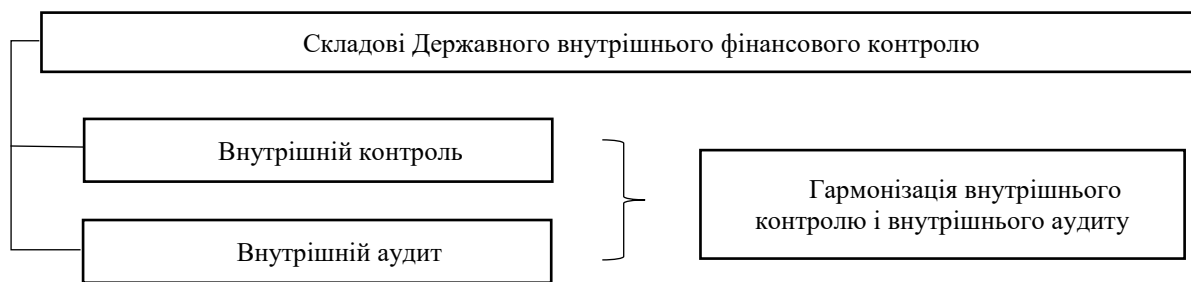 Складові Державного внутрішнього фінансового контролю
Внутрішній контроль
Гармонізація внутрішнього
контролю і внутрішнього аудиту
Внутрішній аудит